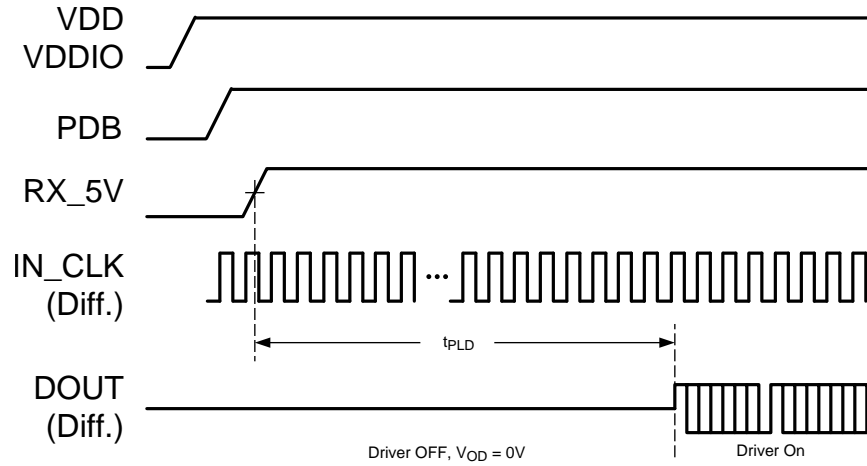 VDD
VDDIO
PDB
RX_5V
IN_CLK
(Diff.)
...
tPLD
DOUT
(Diff.)
Driver OFF, VOD = 0V
Driver On